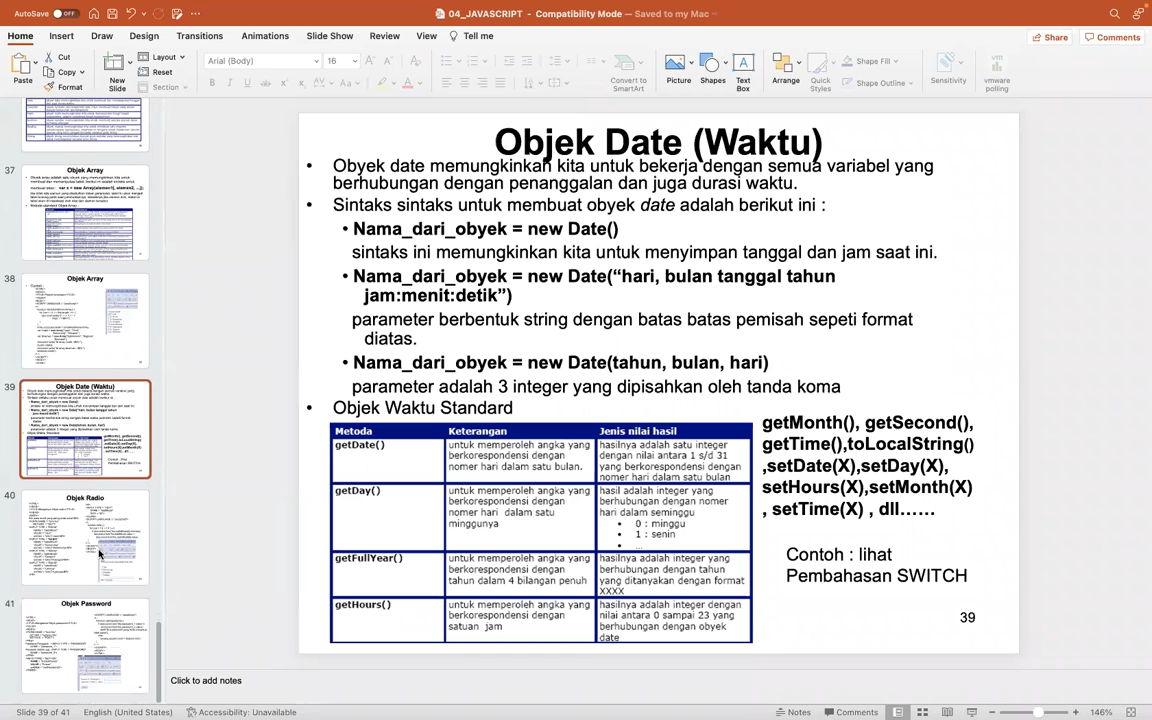 AutoSave OFF
04_JAVASCRIPT - Compatibility Mode — Saved to my Mac
Home Insert Draw Design Transitions Animations Slide Show Review View Tell me
Share Comments
Paste
Cut
Copy
Format
New Slide
Layout
Reset
Section
Arial (Body) 16
Convert to SmartArt
Picture
Shapes
Text Box
Arrange
Quick Styles
Shape Fill
Shape Outline
Sensitivity
vmware polling
37
Objek Array
38
Objek Array
39
Objek Date (Waktu)
40
Objek Radio
41
Objek Password
Objek Date (Waktu)
• Obyek date memungkinkan kita untuk bekerja dengan semua variabel yang
berhubungan dengan penanggalan dan juga durasi waktu.
• Sintaks sintaks untuk membuat obyek date adalah berikut ini :
• Nama_dari_obyek = new Date()
sintaks ini memungkinkan kita untuk menyimpan tanggal dan jam saat ini.
• Nama_dari_obyek = new Date(“hari, bulan tanggal tahun
jam:menit:detik”)
parameter berbentuk string dengan batas batas pemisah sepeti format
diatas.
• Nama_dari_obyek = new Date(tahun, bulan, hari)
parameter adalah 3 integer yang dipisahkan oleh tanda koma
• Objek Waktu Standard
Metoda Keterangan Jenis nilai hasil
getDate()
untuk memperoleh angka yang
berkorespondensi dengan
nomer hari dalam satu bulan.
hasilnya adalah satu integer
dengan nilai antara 1 s/d 31
yang berkorespondensi dengan
nomer hari dalam satu bulan
getDay()
untuk memperoleh angka yang
berkorespondensi dengan
nomor hari dalam satu
minggunya
hasil adalah integer yang
berhubungan dengan nomer
hari dalam seminggu
• 0 : minggu
• 1 : senin
• ...
getFullYear()
untuk memperoleh angka yang
berkorespondensi dengan
tahun dalam 4 bilangan penuh
hasilnya adalah integer yang
berhubungan dengan tahun
yang ditanyakan dengan format
XXXX
getHours()
untuk memperoleh angka yang
berkorespondensi dengan
satuan jam
hasilnya adalah integer dengan
nilai antara 0 sampai 23 yang
berhubungan dengan obyek
date
getMonth(), getSecond(),
getTime(),toLocalString()
,setDate(X),setDay(X),
setHours(X),setMonth(X)
, setTime(X) , dll……
Contoh : lihat
Pembahasan SWITCH
39
Click to add notes
Slide 39 of 41 English (United States) Accessibility: Unavailable
Notes Comments 146%